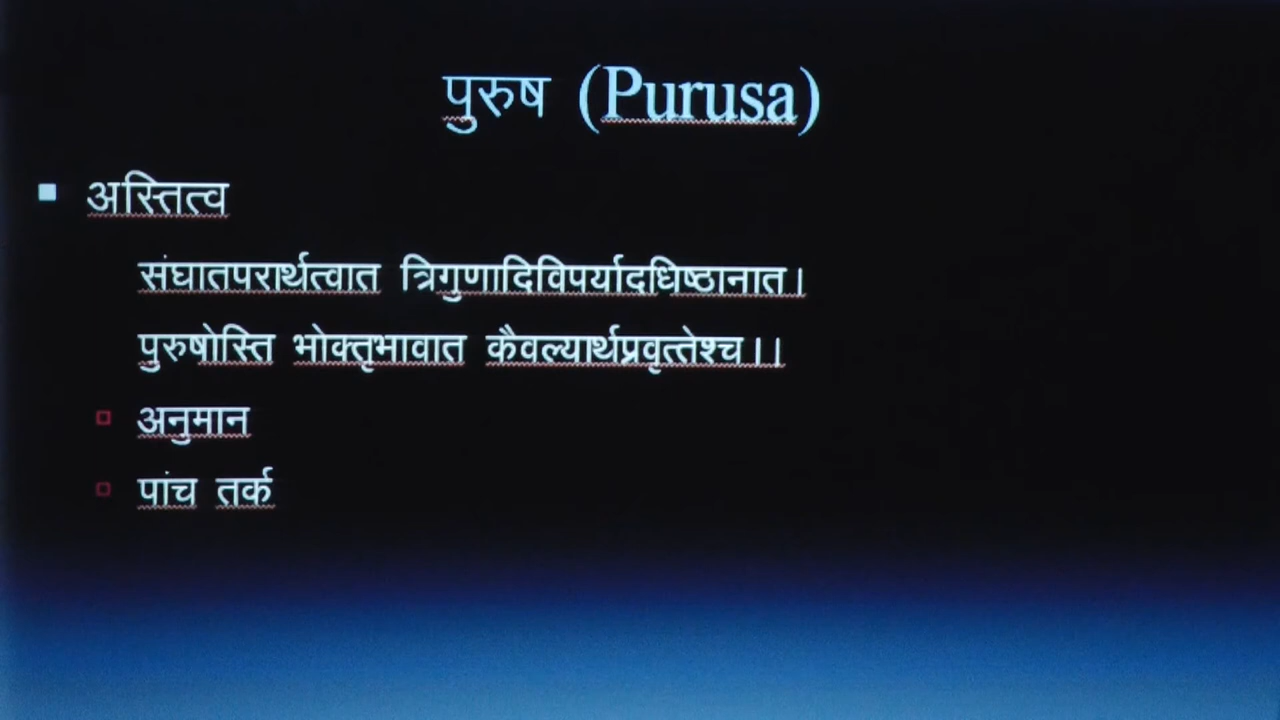 पुरुष (Purusa)
अस्तित्व
संघातपरार्थत्वात त्रिगुणादिविपर्यादधिष्ठानात।
पुरुषोस्ति भोक्तृभावात कैवल्यार्थप्रवृत्तेश्च।।
अनुमान
पांच तर्क